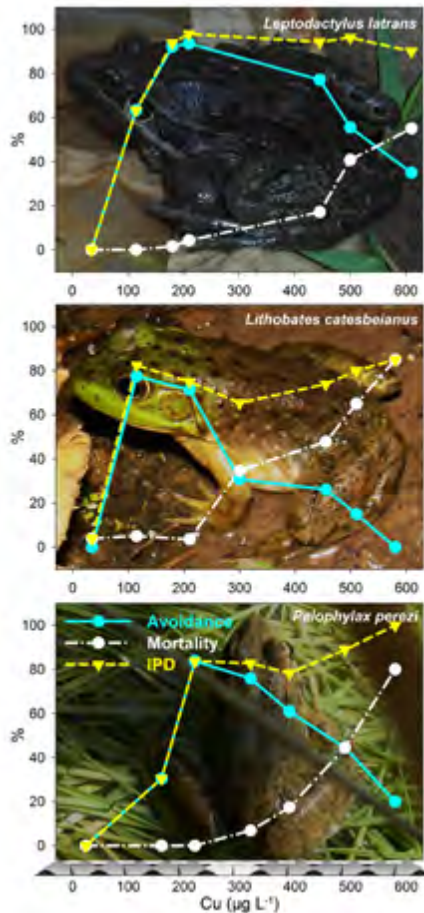 Leptodactylus latrans
100
80
60
40
20
0
%
0 100 200 300 400 500 600
Lithobates catesbeianus
100
80
60
40
20
0
%
0 100 200 300 400 500 600
Pelophylax perezi
Avoidance
Mortality
IPD
100
80
60
40
20
0
%
0 100 200 300 400 500 600
Cu (µg L⁻¹)